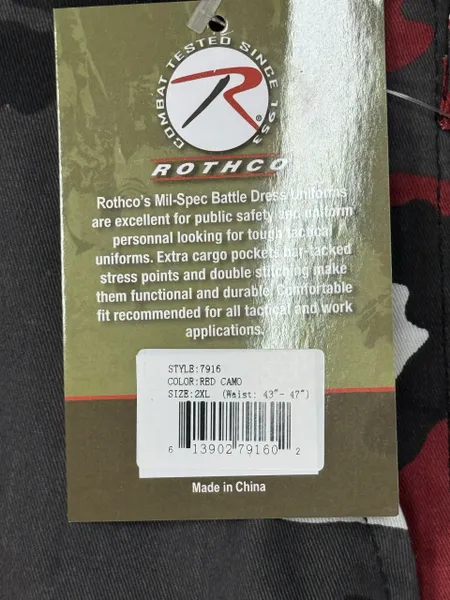 COMBAT TESTED SINCE 1953
R®
ROTHCO
Rothco's Mil-Spec Battle Dress Uniforms
are excellent for public safety and uniform
personnal looking for tough tactical
uniforms. Extra cargo pockets bar-tacked
stress points and double stitching make
them functional and durable. Comfortable
fit recommended for all tactical and work
applications.
STYLE:7916
COLOR:RED CAMO
SIZE:2XL (Waist: 43"- 47")
6 13902 79160 2
Made in China